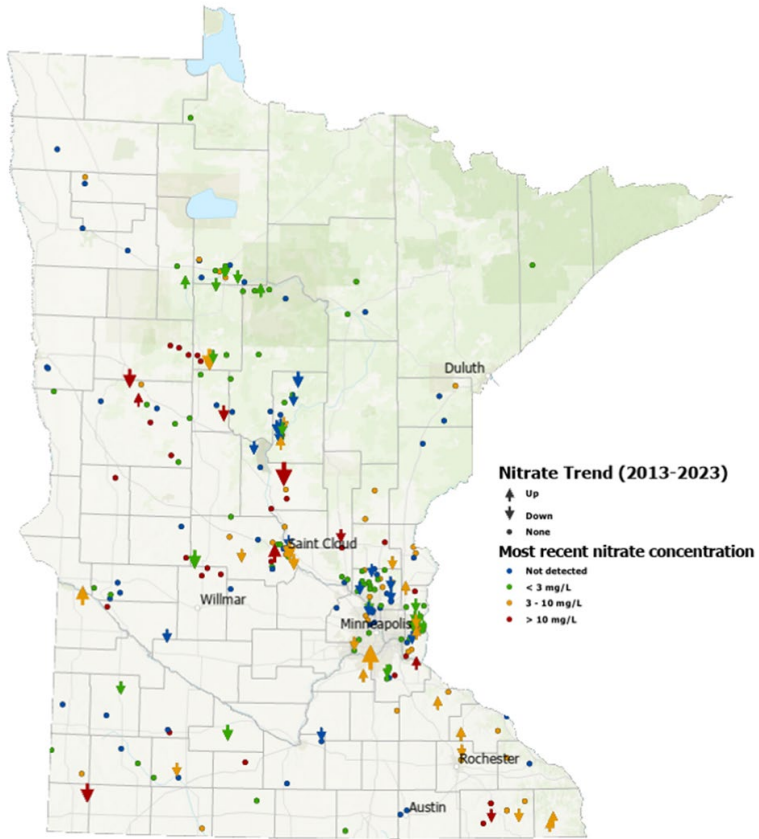 Duluth
Nitrate Trend (2013-2023)
Up
Down
None
Most recent nitrate concentration
Not detected
< 3 mg/L
3 - 10 mg/L
> 10 mg/L
Saint Cloud
Willmar
Minneapolis
Rochester
Austin